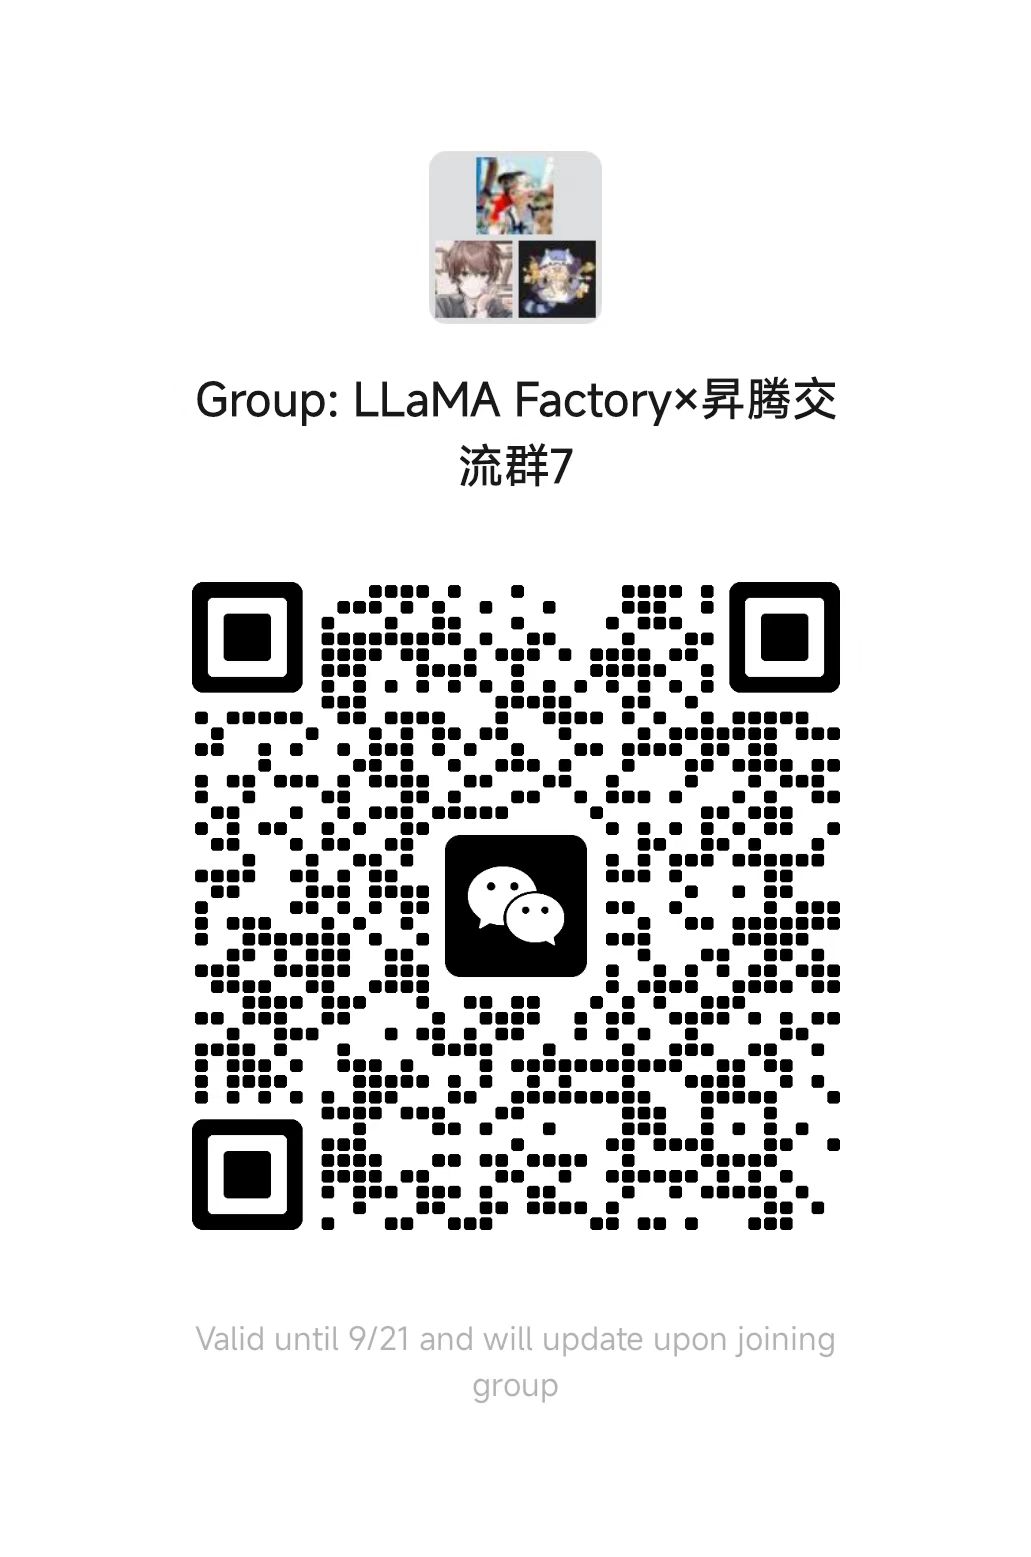 Group: LLaMA Factory×昇腾交
流群7
Valid until 9/21 and will update upon joining
group